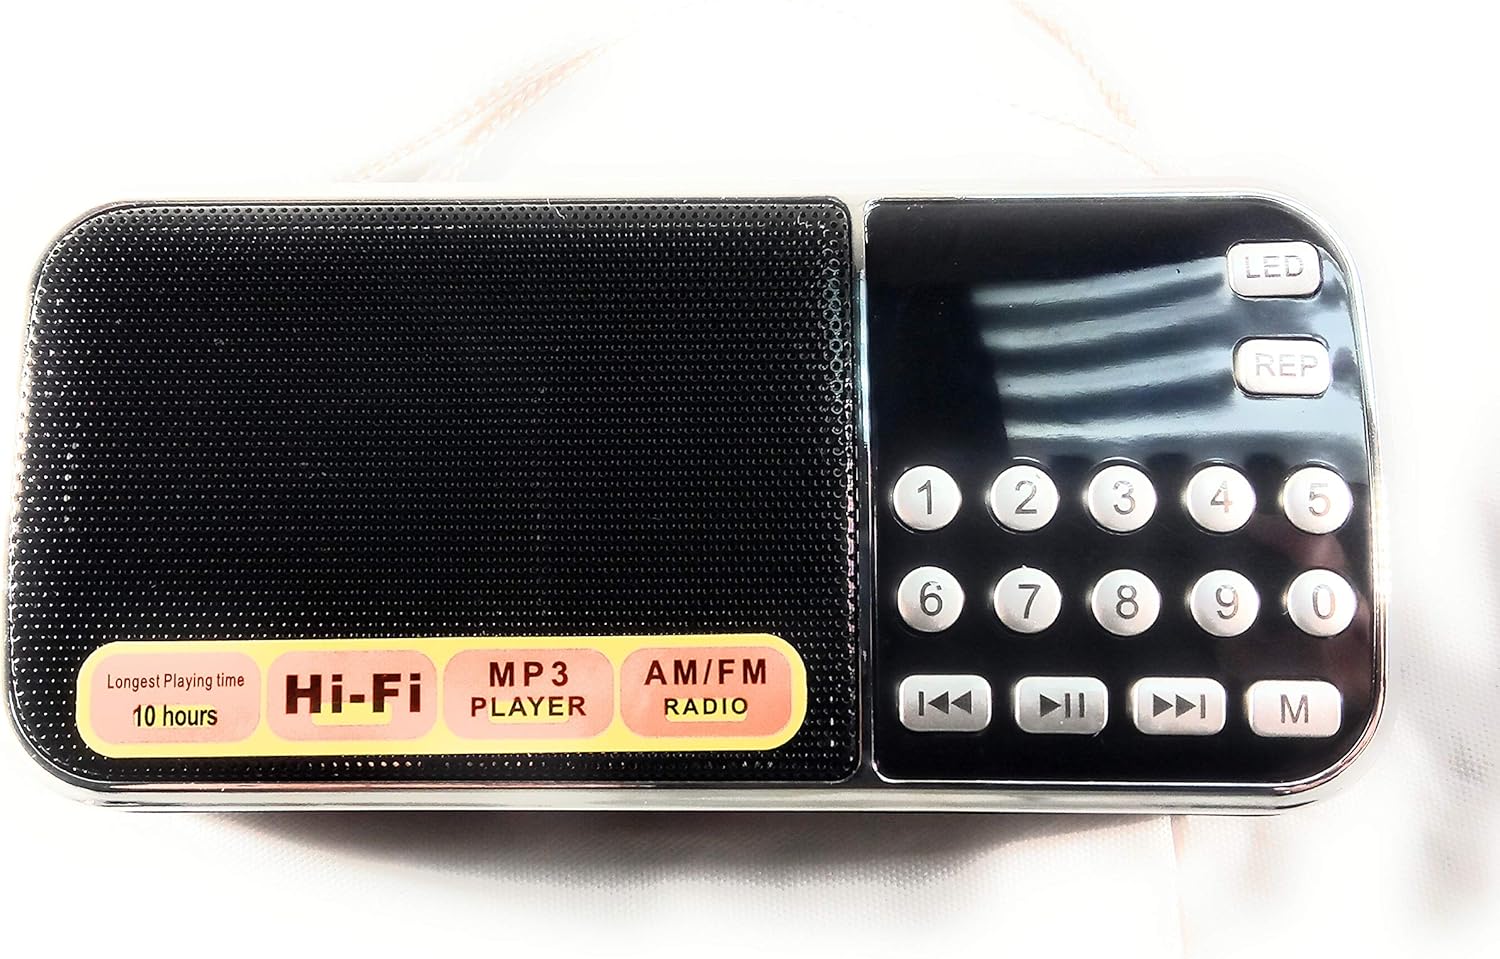 LED
REP
1 2 3 4 5
6 7 8 9 0
M
Longest Playing time
10 hours
Hi-Fi
MP3
PLAYER
AM/FM
RADIO